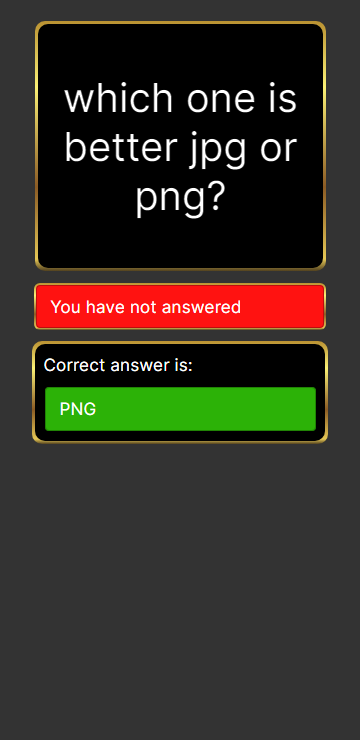 which one is
better jpg or
png?
You have not answered
Correct answer is:
PNG